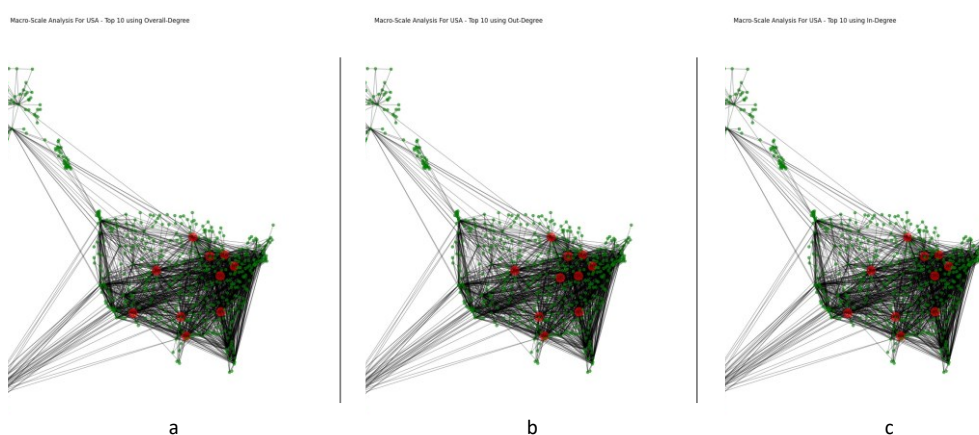 Macro-Scale Analysis For USA - Top 10 using Overall-Degree
Macro-Scale Analysis For USA - Top 10 using Out-Degree
Macro-Scale Analysis For USA - Top 10 using In-Degree
a
b
c